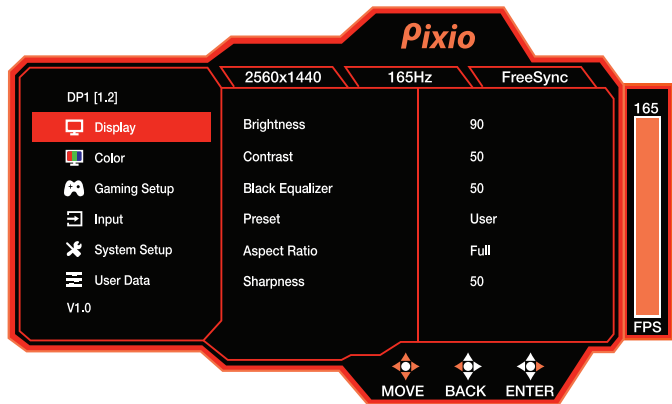 Pixio
2560x1440 165Hz FreeSync
DP1 [1.2]
165
Display
Brightness 90
Color
Contrast 50
Gaming Setup
Black Equalizer 50
Input
Preset User
System Setup
Aspect Ratio Full
User Data
Sharpness 50
V1.0
FPS
MOVE BACK ENTER